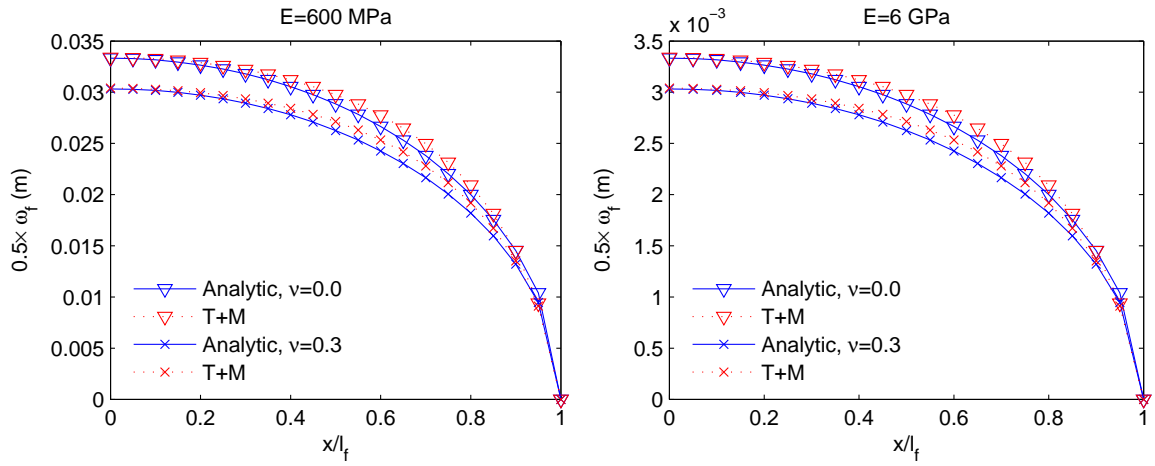 E=600 MPa
0.035
0.03
0.025
0.02
0.015
0.01
0.005
0
0.5× ω_f (m)
Analytic, ν=0.0
T+M
Analytic, ν=0.3
T+M
0 0.2 0.4 0.6 0.8 1
x/l_f
E=6 GPa
x 10^−3
3.5
3
2.5
2
1.5
1
0.5
0
0.5× ω_f (m)
Analytic, ν=0.0
T+M
Analytic, ν=0.3
T+M
0 0.2 0.4 0.6 0.8 1
x/l_f